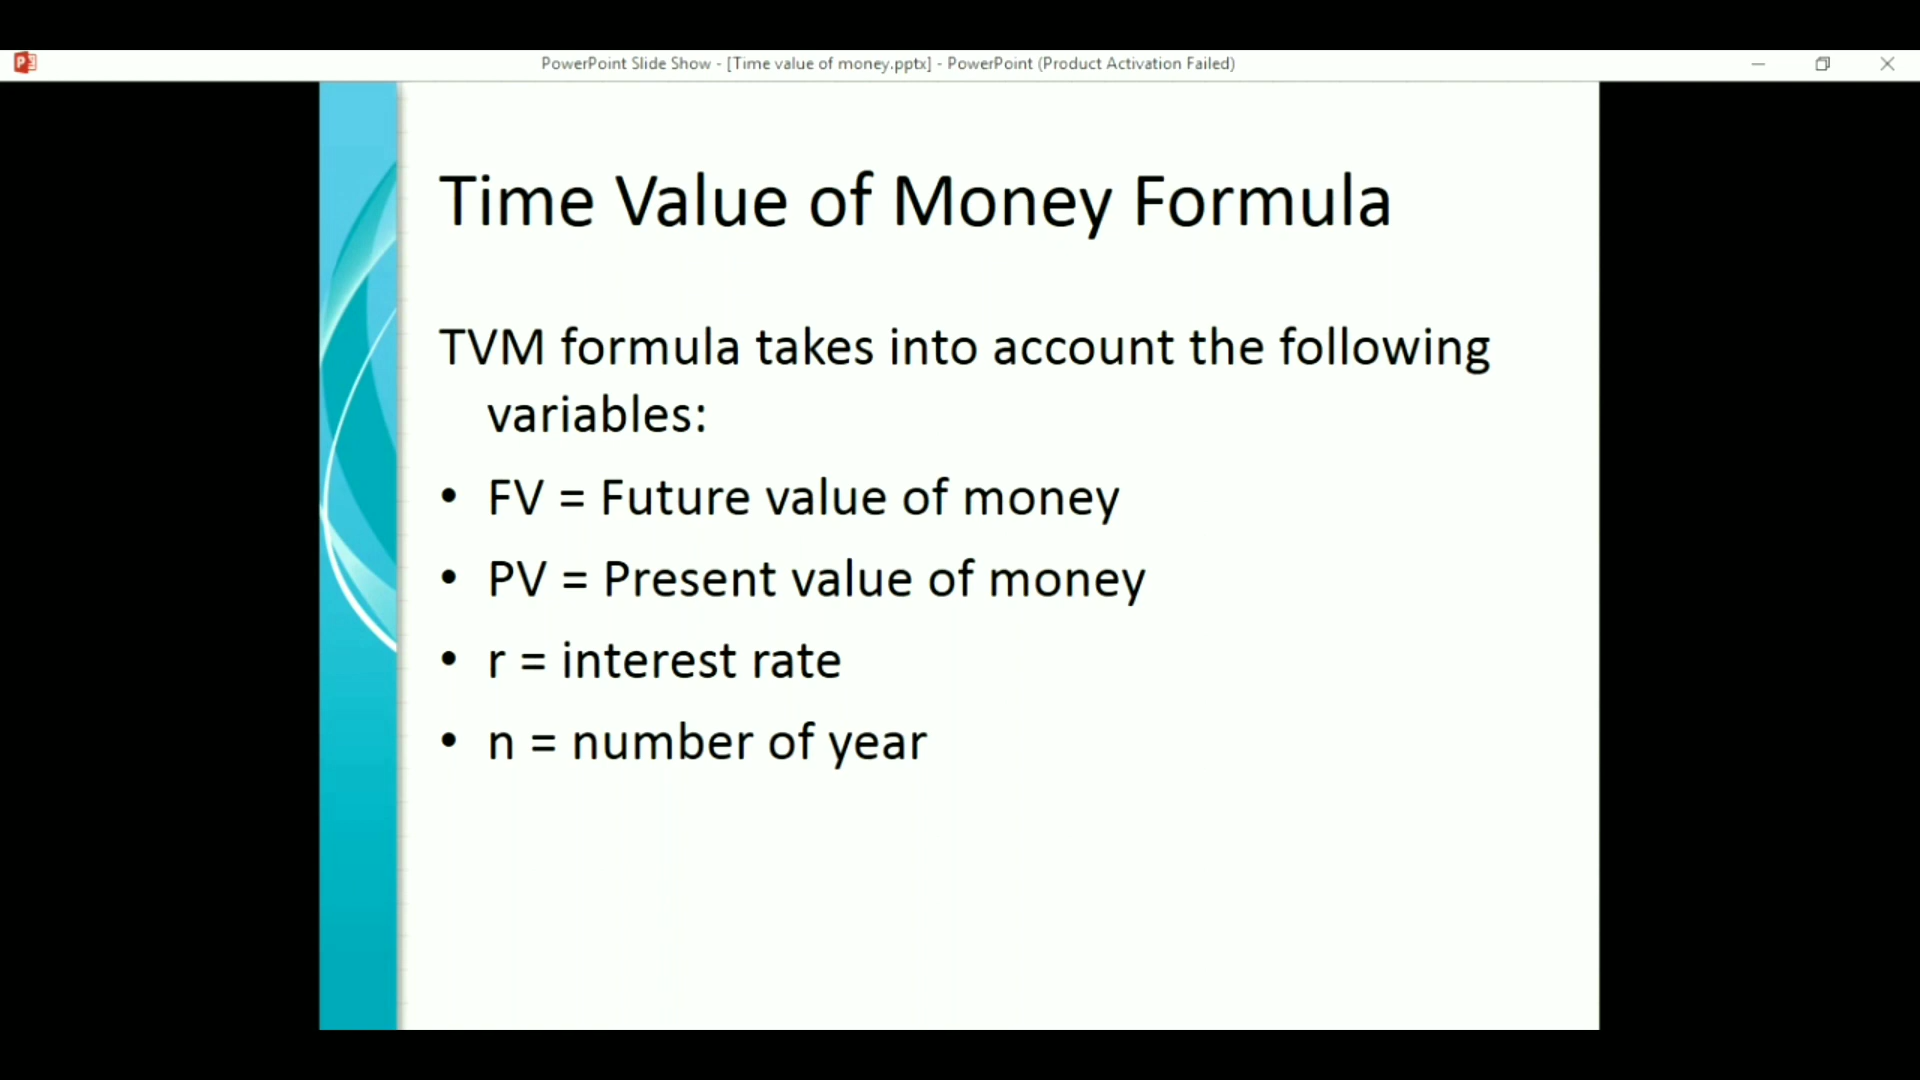 PowerPoint Slide Show - [Time value of money.pptx] - PowerPoint (Product Activation Failed)
Time Value of Money Formula
TVM formula takes into account the following
variables:
• FV = Future value of money
• PV = Present value of money
• r = interest rate
• n = number of year